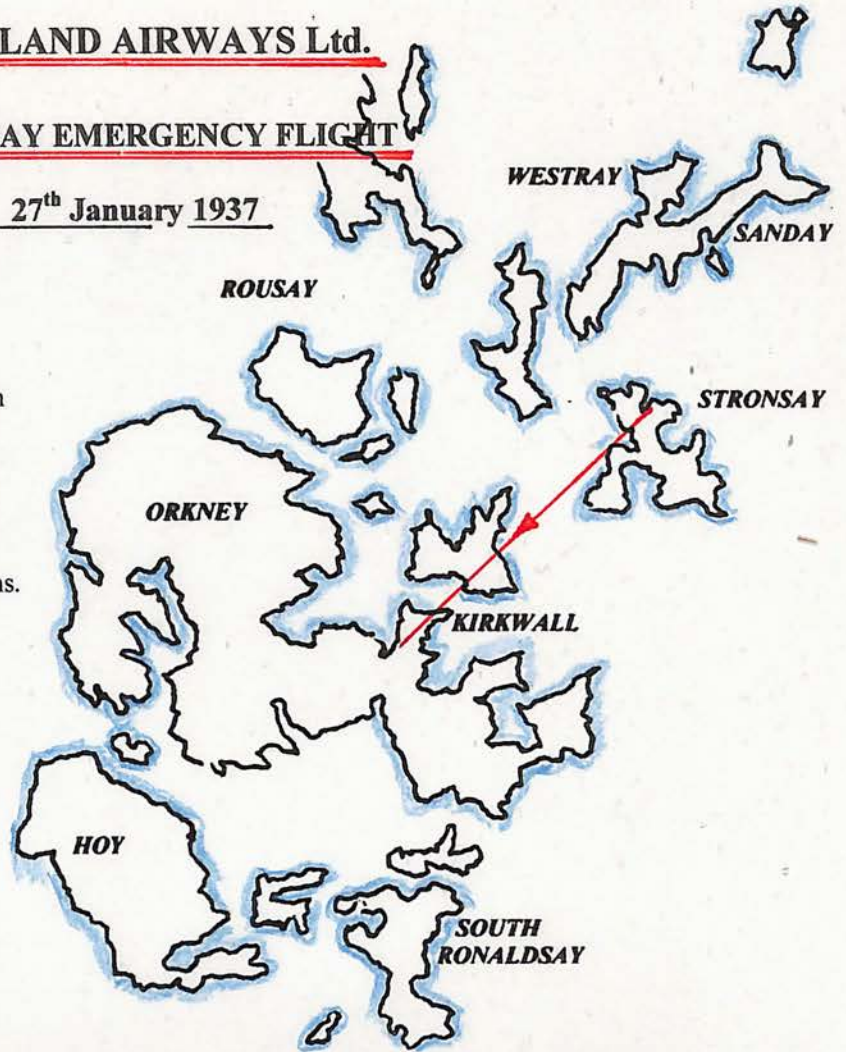 LAND AIRWAYS Ltd.
AY EMERGENCY FLIGHT
27th January 1937
WESTRAY
SANDAY
ROUSAY
STRONSAY
ORKNEY
KIRKWALL
HOY
SOUTH
RONALDSAY